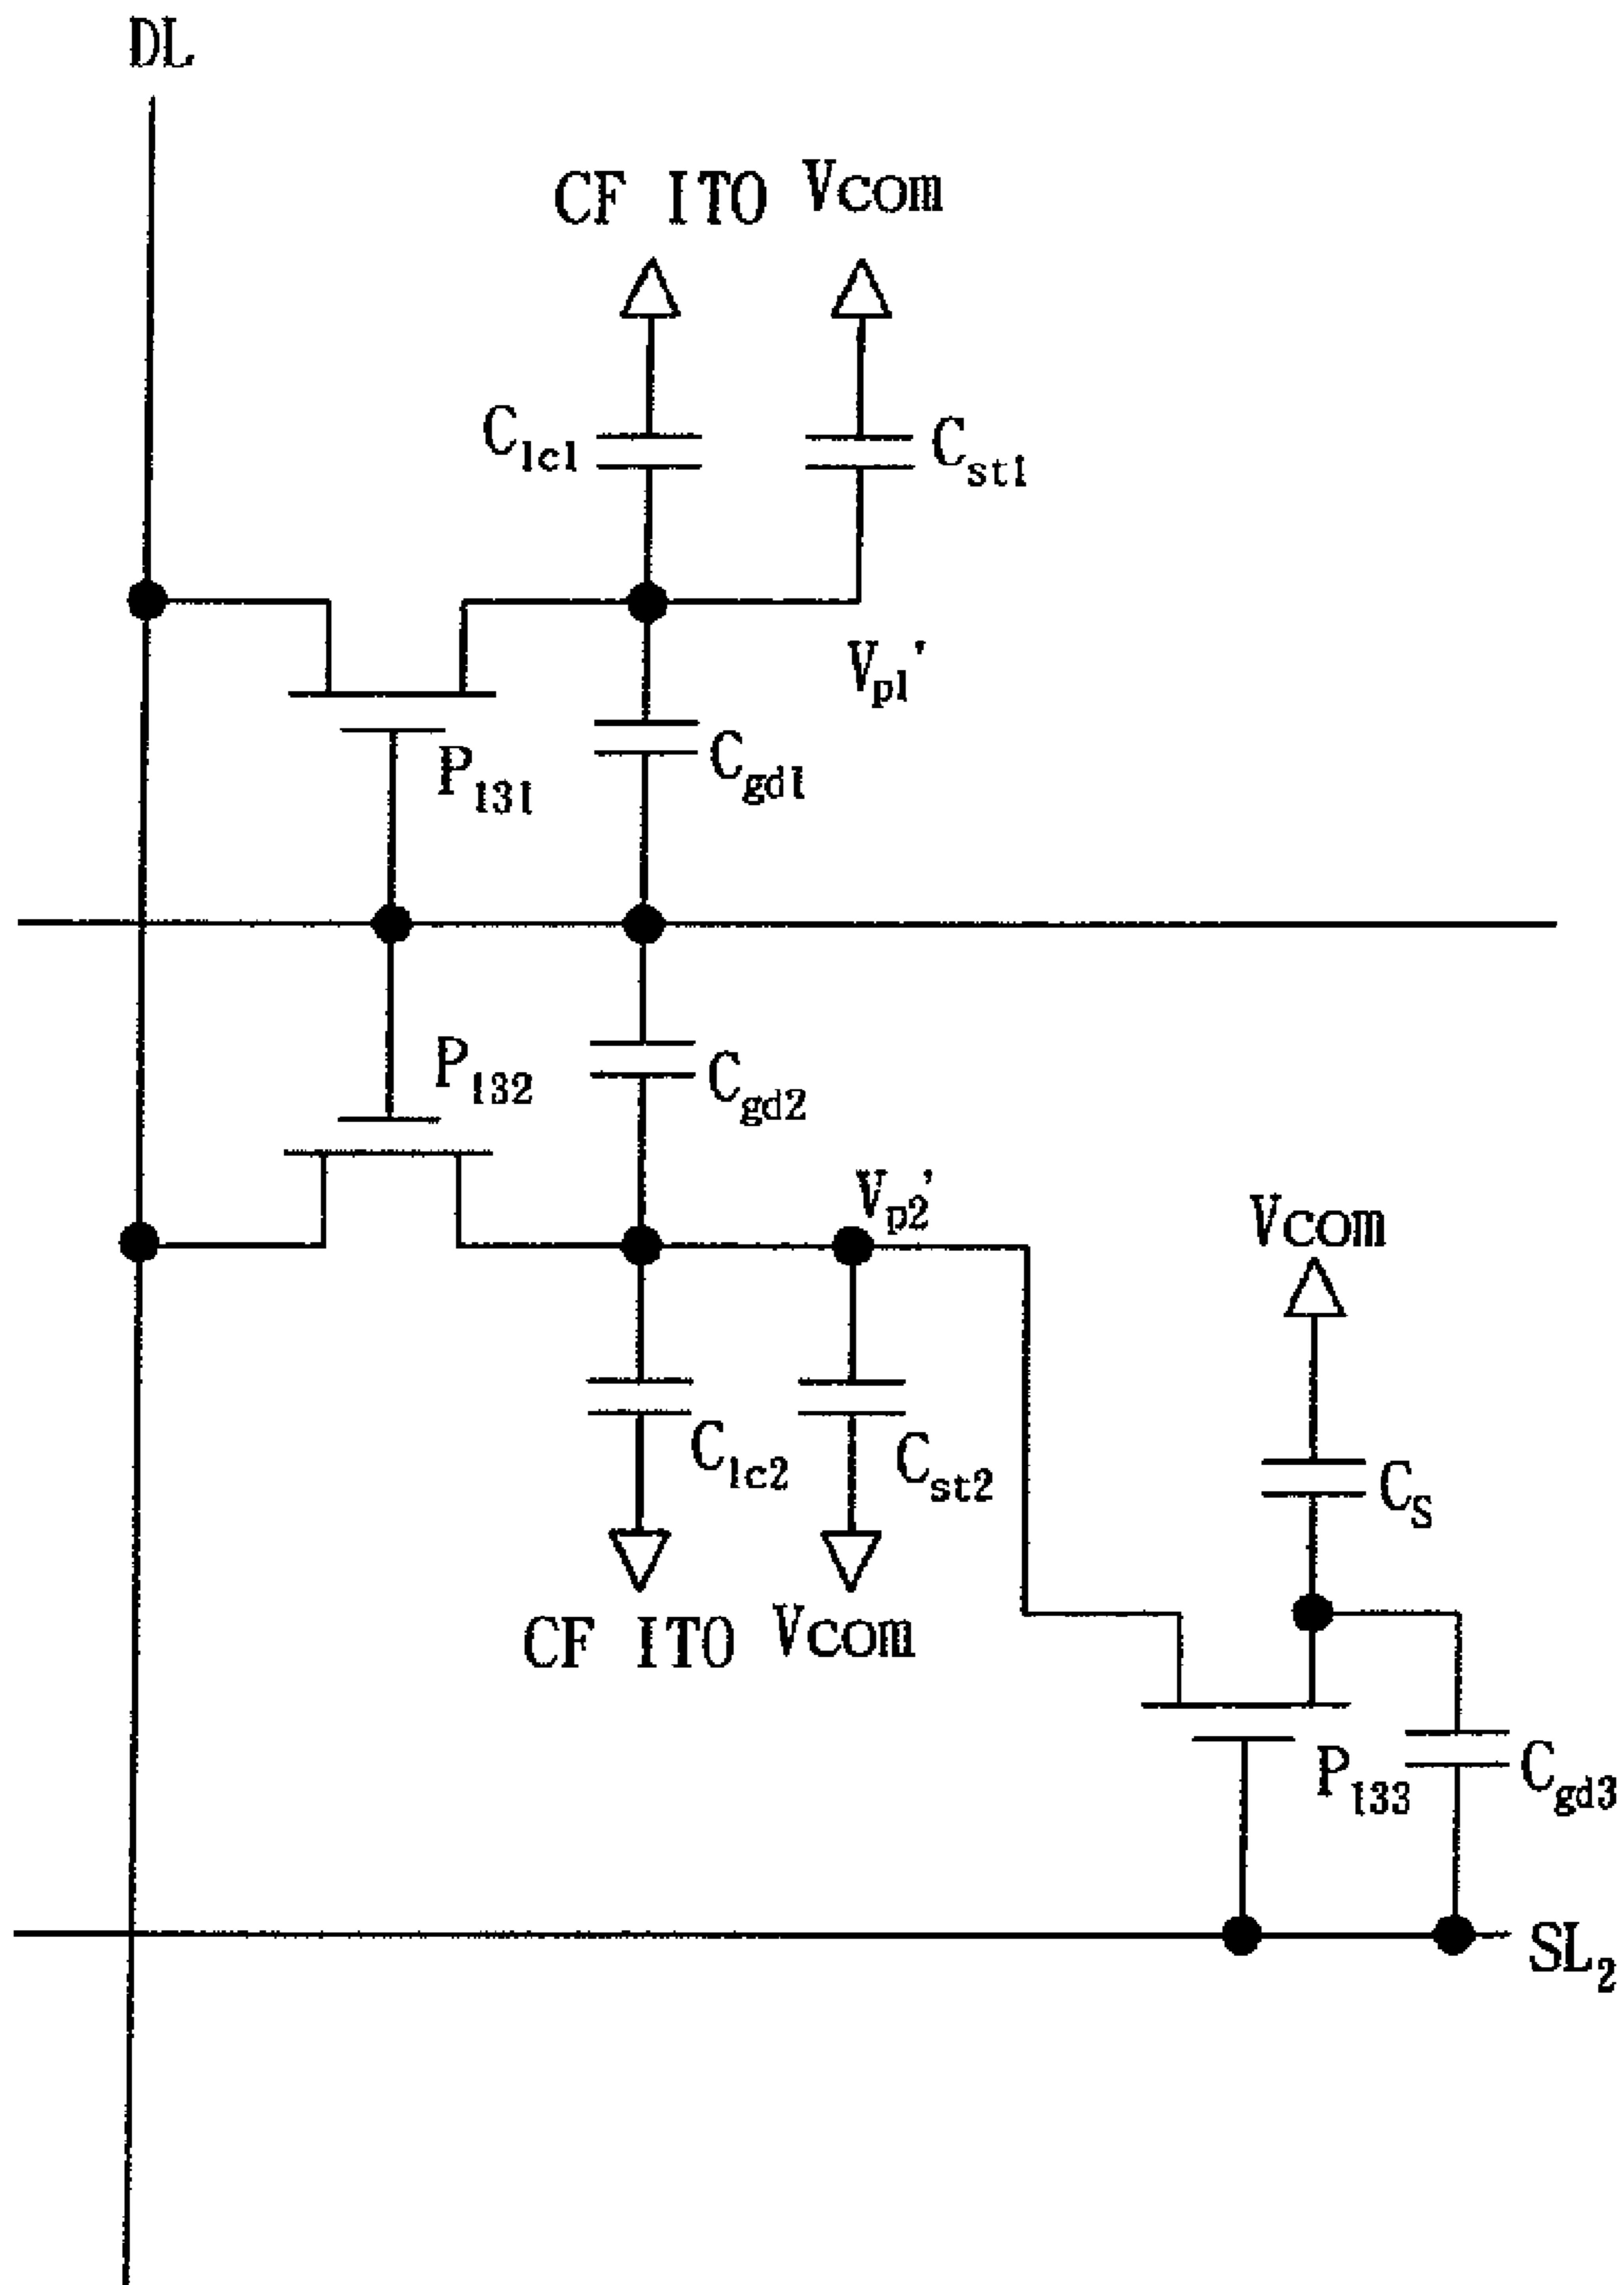 DL
CF ITO Vcom
C_lc1
C_st1
V_p1'
P_131
C_gd1
P_132
C_gd2
V_p2'
Vcom
C_lc2
C_st2
C_S
CF ITO Vcom
P_133
C_gd3
SL_2